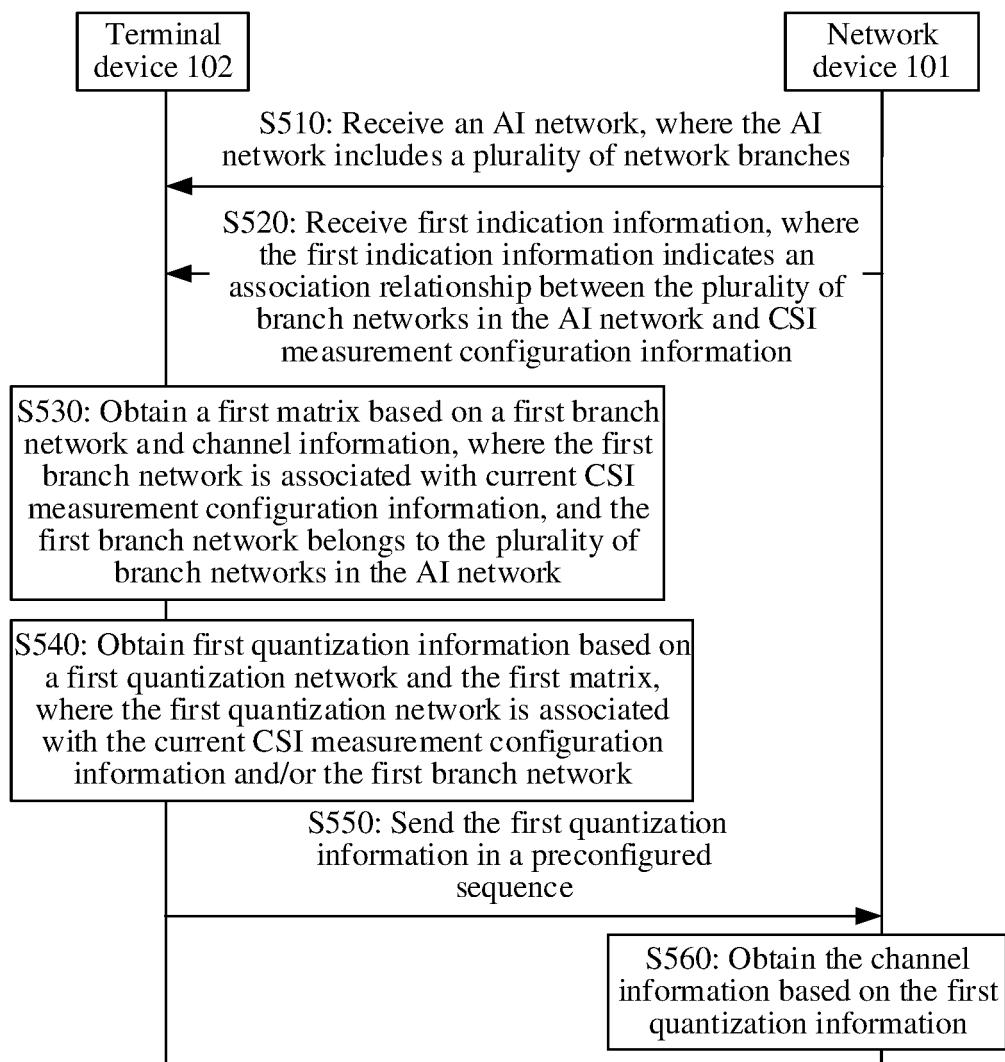 Terminal
device 102
Network
device 101
S510: Receive an AI network, where the AI
network includes a plurality of network branches
S520: Receive first indication information, where
the first indication information indicates an
association relationship between the plurality of
branch networks in the AI network and CSI
measurement configuration information
S530: Obtain a first matrix based on a first branch
network and channel information, where the first
branch network is associated with current CSI
measurement configuration information, and the
first branch network belongs to the plurality of
branch networks in the AI network
S540: Obtain first quantization information based on
a first quantization network and the first matrix,
where the first quantization network is associated
with the current CSI measurement configuration
information and/or the first branch network
S550: Send the first quantization
information in a preconfigured
sequence
S560: Obtain the channel
information based on the first
quantization information